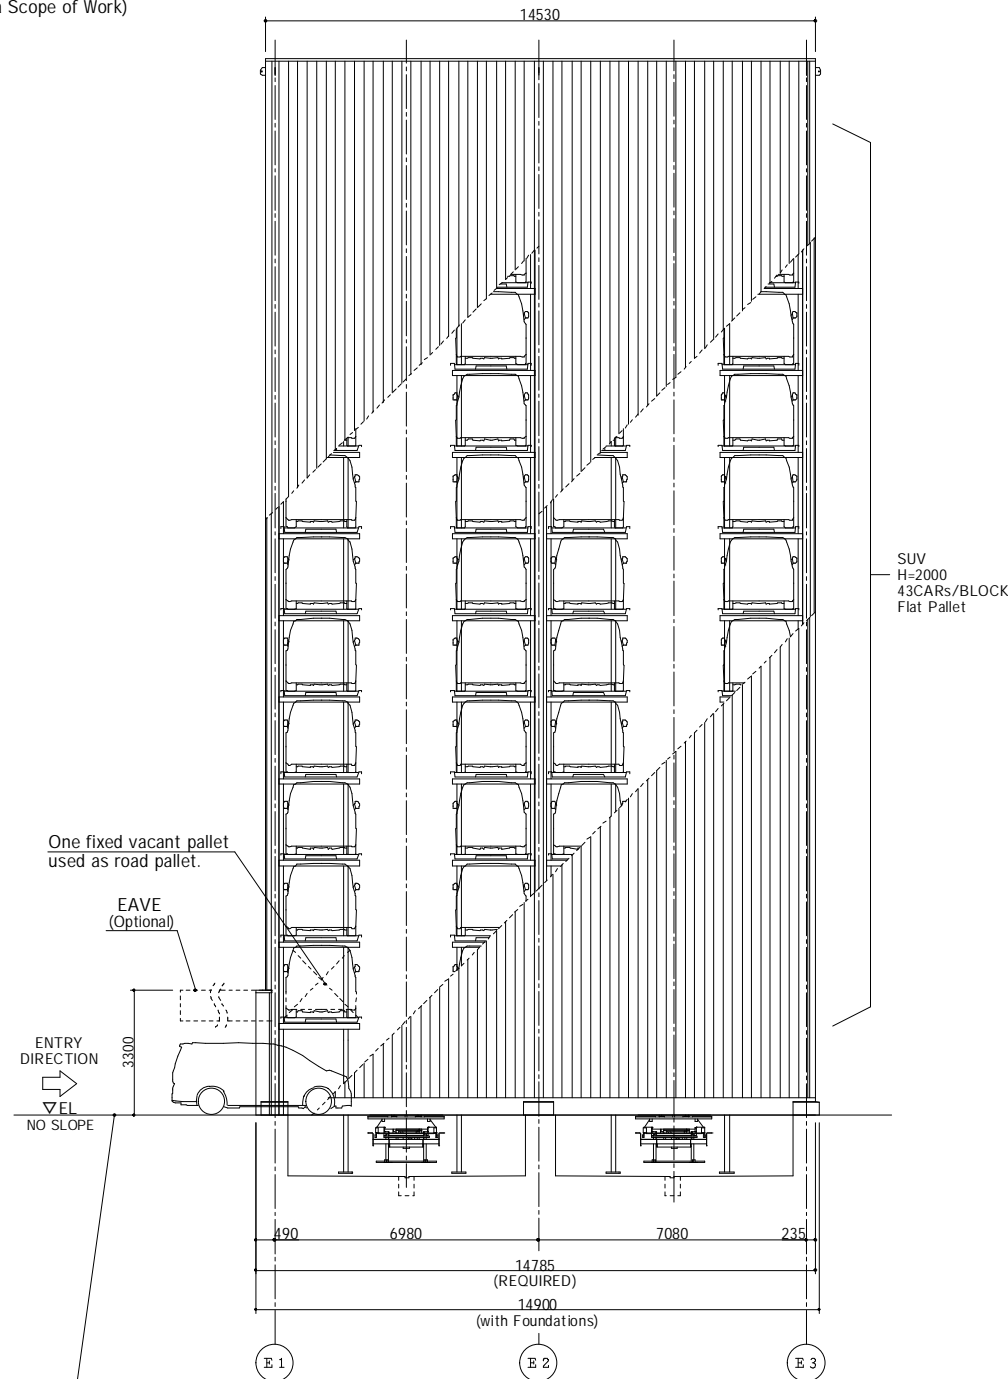 Scope of Work)
14530
SUV
H=2000
43CARs/BLOCK
Flat Pallet
One fixed vacant pallet
used as road pallet.
EAVE
(Optional)
3300
ENTRY
DIRECTION
EL
NO SLOPE
490
6980
7080
235
14785
(REQUIRED)
14900
(with Foundations)
E 1
E 2
E 3